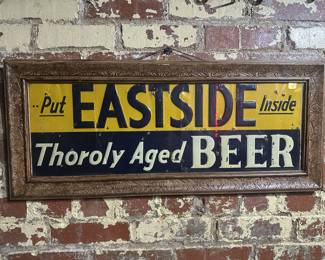 ..Put EASTSIDE Inside
Thoroly Aged BEER